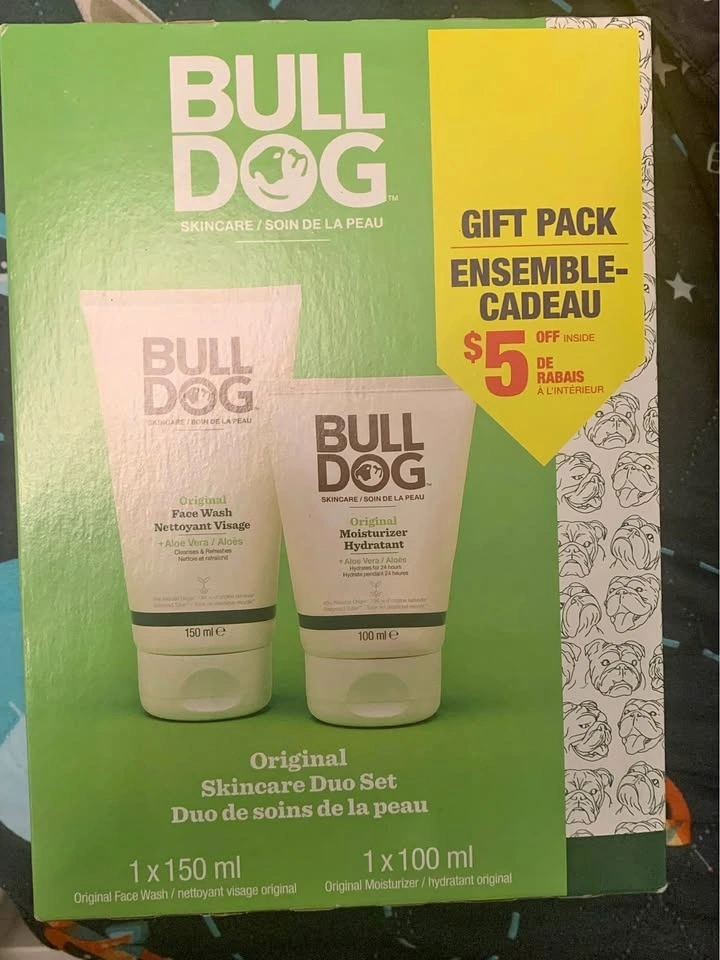 BULL
DOG™
SKINCARE / SOIN DE LA PEAU
GIFT PACK
ENSEMBLE-
CADEAU
$5 OFF INSIDE
DE
RABAIS
À L'INTÉRIEUR
BULL
DOG
SKINCARE / SOIN DE LA PEAU
Original
Face Wash
Nettoyant Visage
+Aloe Vera / Aloès
Cleanses & Refreshes
Nettoie et rafraîchit
150 ml ℮
BULL
DOG™
SKINCARE / SOIN DE LA PEAU
Original
Moisturizer
Hydratant
+Aloe Vera / Aloès
Hydrates for 24 hours
Hydrate pendant 24 heures
100 ml ℮
Original
Skincare Duo Set
Duo de soins de la peau
1 x 150 ml
Original Face Wash / nettoyant visage original
1 x 100 ml
Original Moisturizer / hydratant original